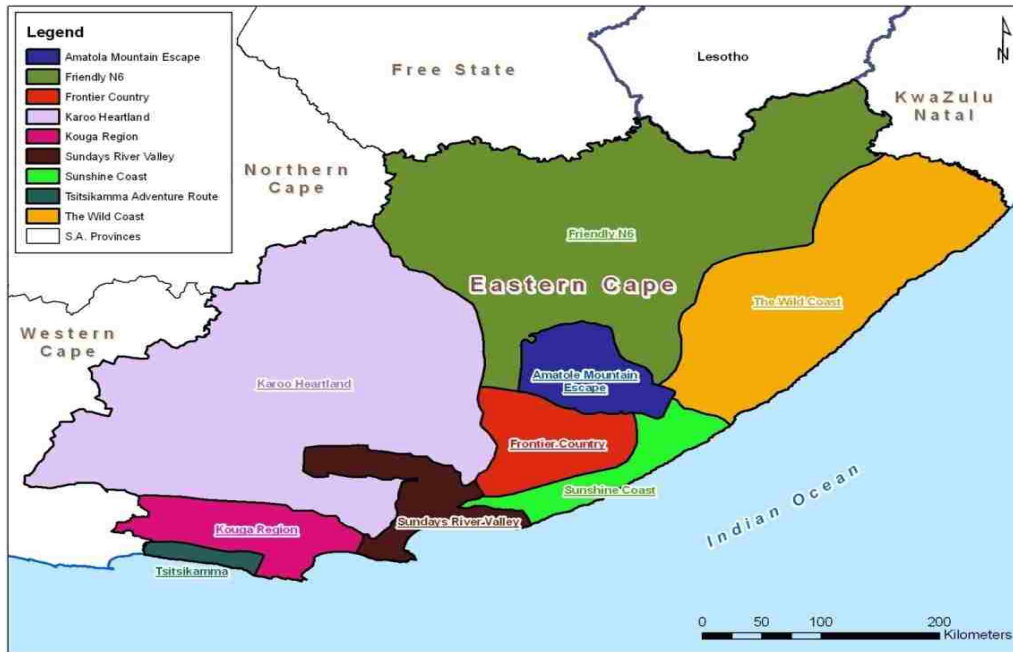 Legend
Amatola Mountain Escape
Friendly N6
Frontier Country
Karoo Heartland
Kouga Region
Sundays River Valley
Sunshine Coast
Tsitsikamma Adventure Route
The Wild Coast
S.A. Provinces
N
Free State
Lesotho
KwaZulu
Natal
Northern
Cape
Friendly N6
Eastern Cape
The Wild Coast
Western
Cape
Amatole Mountain
Escape
Karoo Heartland
Frontier Country
Sunshine Coast
Indian Ocean
Sundays River Valley
Kouga Region
Tsitsikamma
0 50 100 200
Kilometers